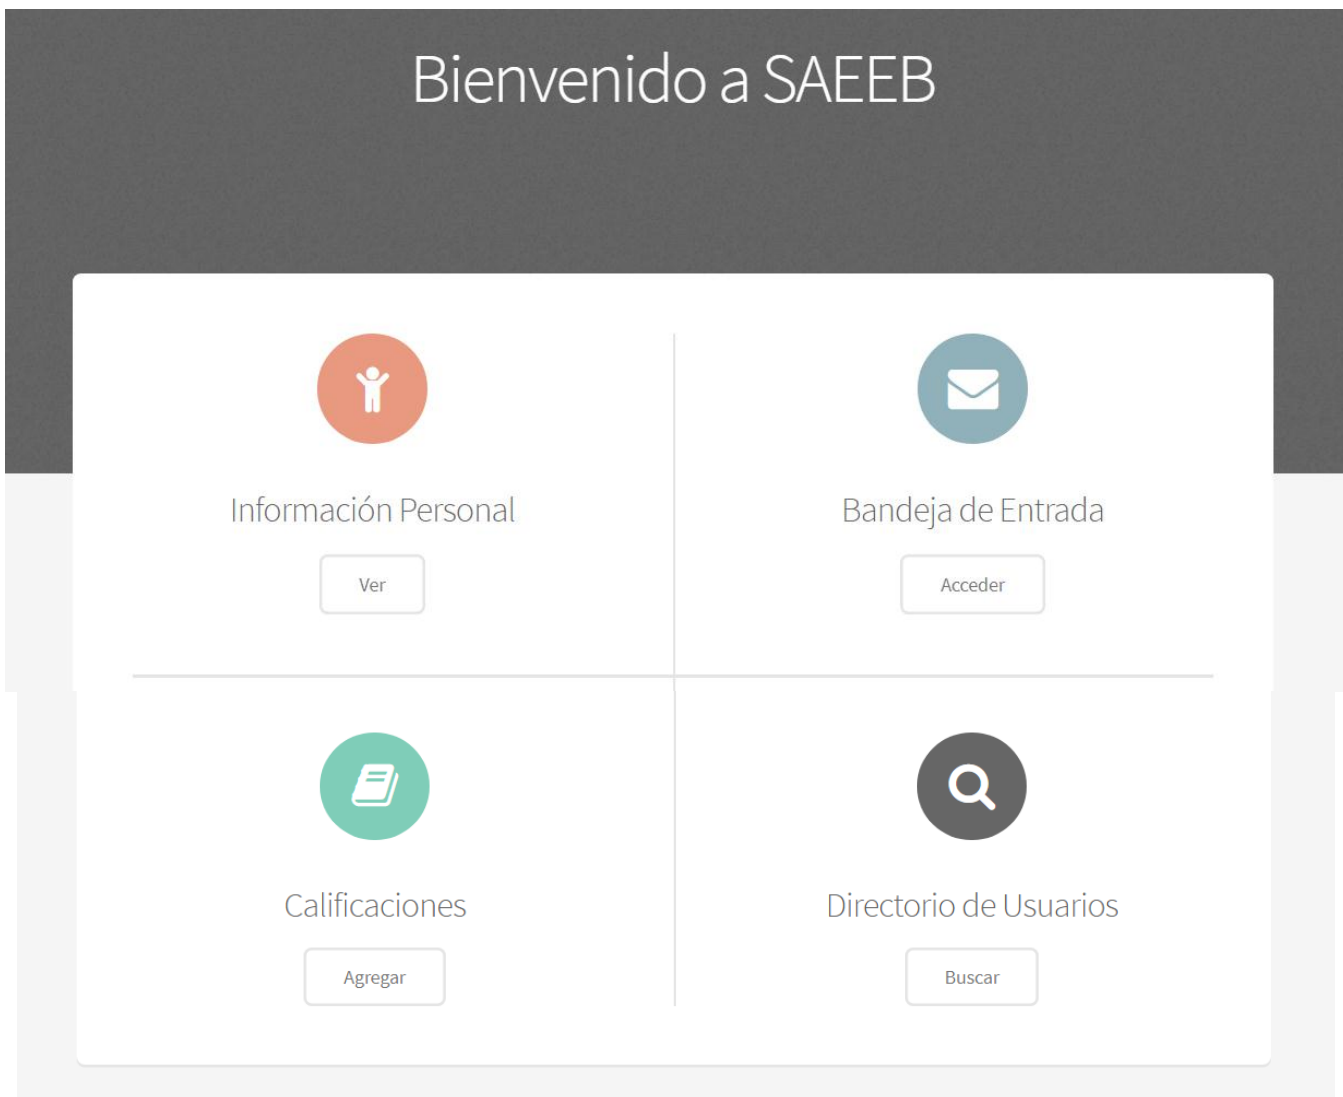 Bienvenido a SAEEB
Información Personal
Ver
Bandeja de Entrada
Acceder
Calificaciones
Agregar
Directorio de Usuarios
Buscar